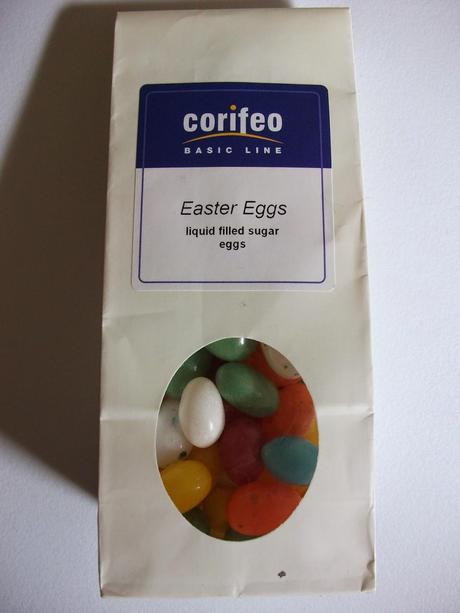 corifeo
BASIC LINE
Easter Eggs
liquid filled sugar
eggs